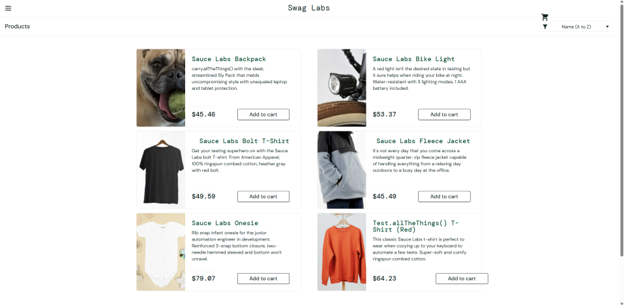 Swag Labs
Products
Name (A to Z)
Sauce Labs Backpack
carry.allTheThings() with the sleek,
streamlined Sly Pack that melds
uncompromising style with unequaled laptop
and tablet protection.
$45.46
Add to cart
Sauce Labs Bike Light
A red light isn't the desired state in testing but
it sure helps when riding your bike at night.
Water-resistant with 3 lighting modes, 1 AAA
battery included.
$53.37
Add to cart
Sauce Labs Bolt T-Shirt
Get your testing superhero on with the Sauce
Labs bolt T-shirt. From American Apparel,
100% ringspun combed cotton, heather gray
with red bolt.
$49.59
Add to cart
Sauce Labs Fleece Jacket
It's not every day that you come across a
midweight quarter-zip fleece jacket capable
of handling everything from a relaxing day
outdoors to a busy day at the office.
$45.49
Add to cart
Sauce Labs Onesie
Rib snap infant onesie for the junior
automation engineer in development.
Reinforced 3-snap bottom closure, two-
needle hemmed sleeved and bottom won't
unravel.
$79.07
Add to cart
Test.allTheThings() T-
Shirt (Red)
This classic Sauce Labs t-shirt is perfect to
wear when cozying up to your keyboard to
automate a few tests. Super-soft and comfy
ringspun combed cotton.
$64.23
Add to cart